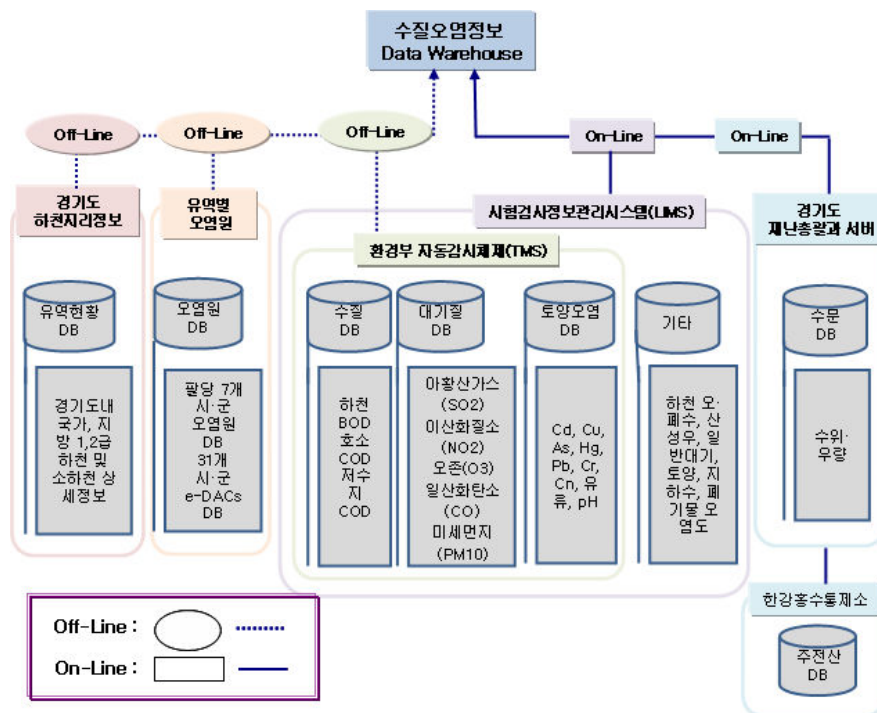 수질오염정보
Data Warehouse
Off-Line
Off-Line
Off-Line
On-Line
On-Line
경기도
하천지리정보
유역별
오염원
시험검사정보관리시스템(LIMS)
경기도
재난총괄과 서버
환경부 자동감시체제(TMS)
유역현황
DB
오염원
DB
수질
DB
대기질
DB
토양오염
DB
기타
수문
DB
경기도내
국가, 지
방 1,2급
하천 및
소하천 상
세정보
팔당 7개
시·군
오염원
DB
31개
시·군
e-DACs
DB
하천
BOD
호소
COD
저수
지
COD
아황산가스
(SO2)
이산화질소
(NO2)
오존(O3)
일산화탄소
(CO)
미세먼지
(PM10)
Cd, Cu,
As, Hg,
Pb, Cr,
Cn, 유
류, pH
하천 오·
폐수, 산
성우, 일
반대기,
토양, 지
하수, 폐
기물 오
염도
수위·
우량
한강홍수통제소
주전산
DB
Off-Line :
On-Line :